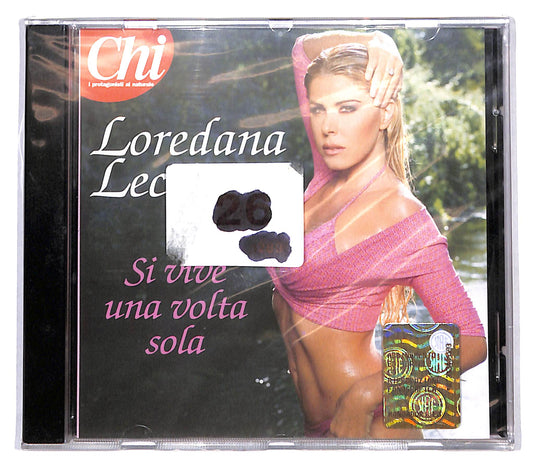 Chi
i protagonisti al naturale
Loredana
Lec
26
Si vive
una volta
sola